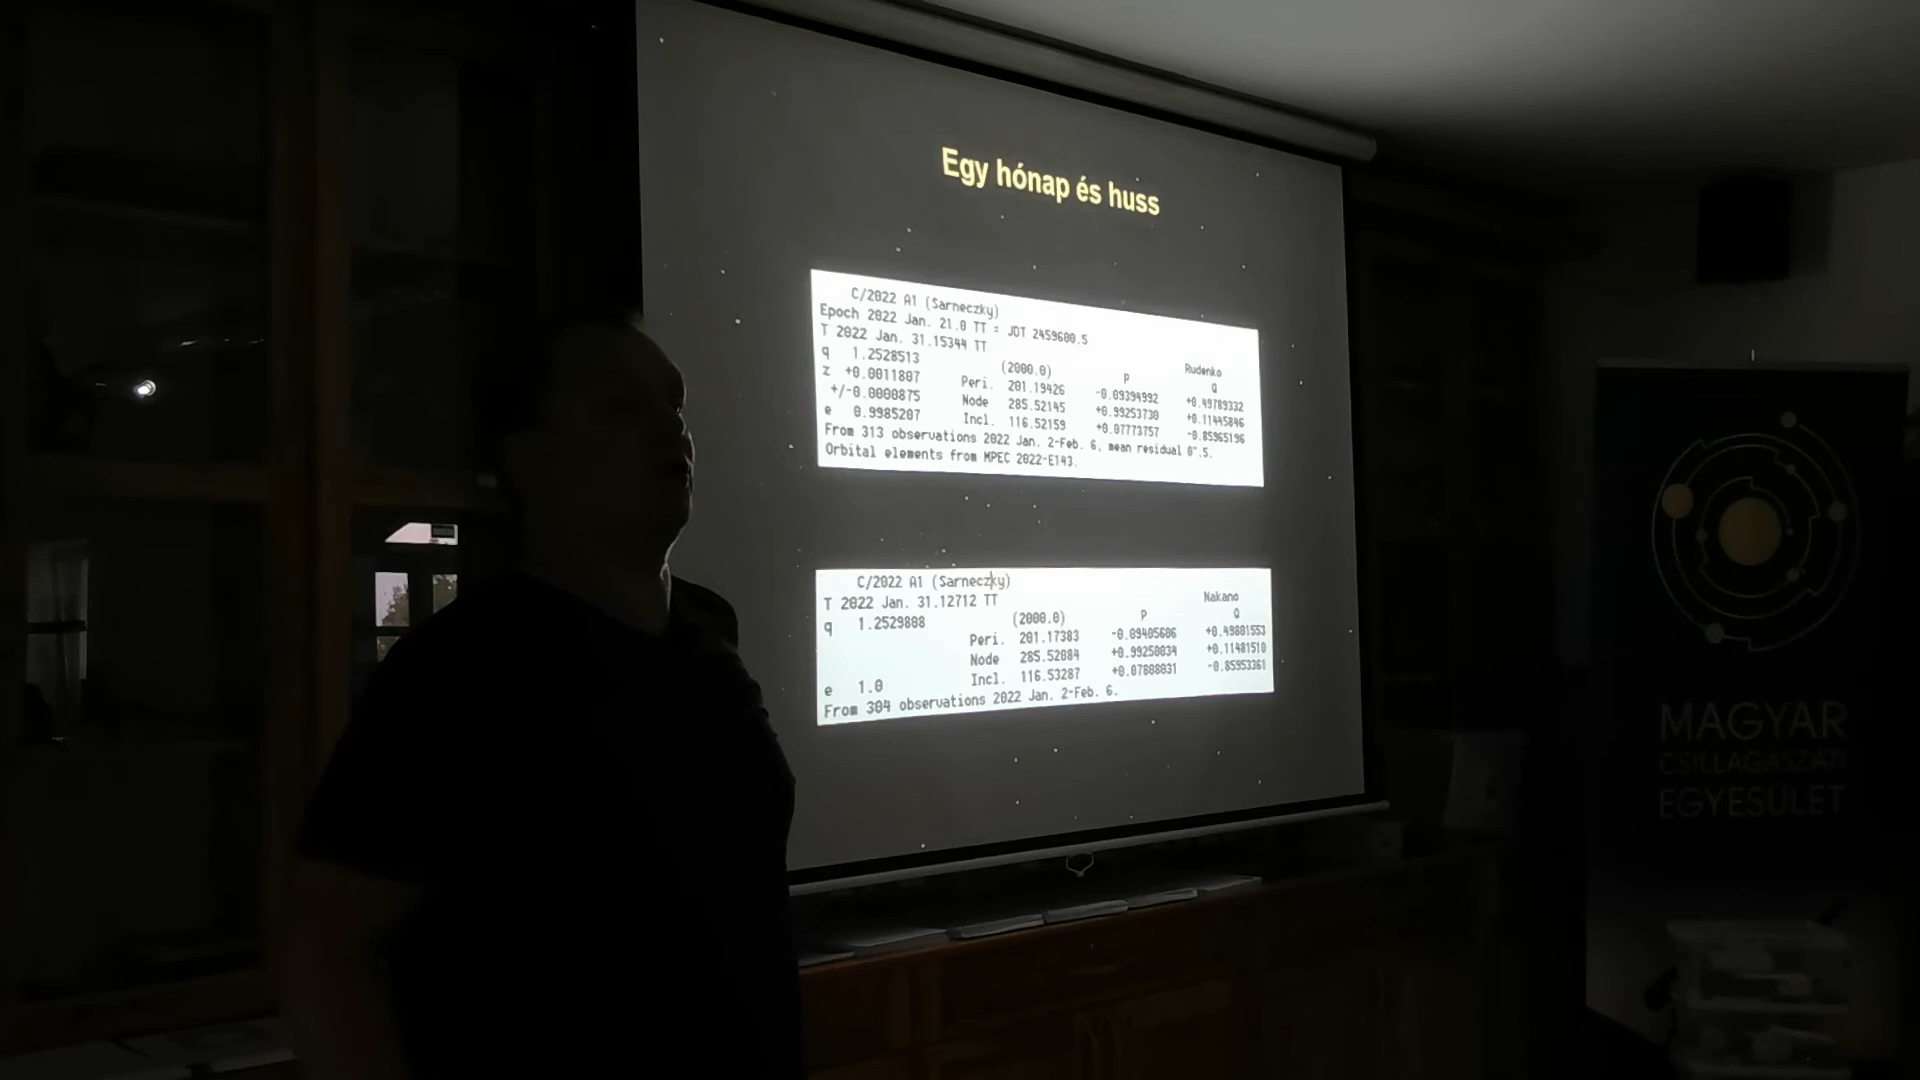 Egy hónap és huss
C/2022 A1 (Sarneczky)
Epoch 2022 Jan. 21.0 TT = JDT 2459600.5
T 2022 Jan. 31.15344 TT
Rudenko
q 1.2528513 (2000.0) P Q
z +0.0011807 Peri. 201.19426 -0.09394992 +0.49789332
+/-0.0000875 Node 285.52145 +0.99253730 +0.11445846
e 0.9985207 Incl. 116.52159 +0.07773757 -0.85965196
From 313 observations 2022 Jan. 2-Feb. 6, mean residual 0".5.
Orbital elements from MPEC 2022-E143.
C/2022 A1 (Sarneczky)
T 2022 Jan. 31.12712 TT Nakano
q 1.2529808 (2000.0) P Q
Peri. 201.17383 -0.09405606 +0.49801553
Node 285.52084 +0.99250034 +0.11481510
e 1.0 Incl. 116.53287 +0.07808031 -0.85953361
From 304 observations 2022 Jan. 2-Feb. 6.
MAGYAR
CSILLAGÁSZATI
EGYESÜLET